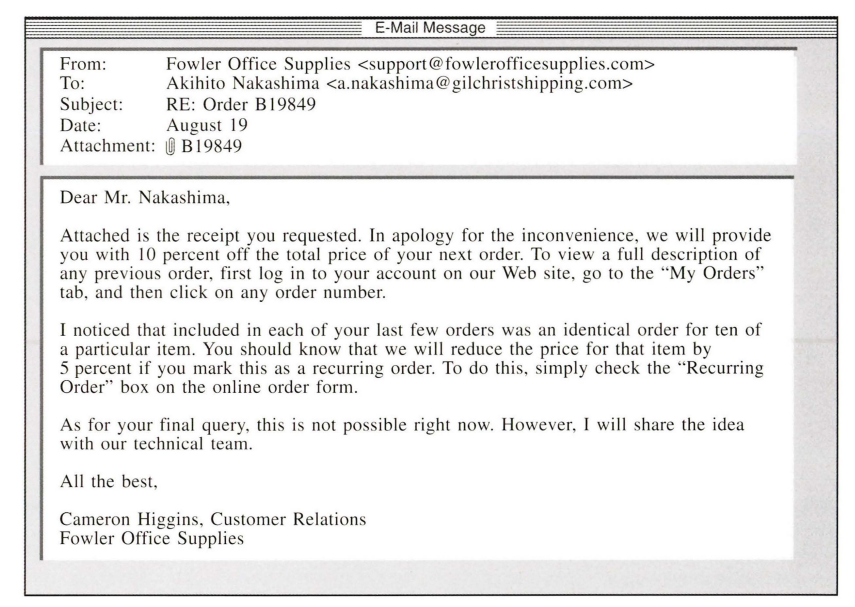 E-Mail Message
From: Fowler Office Supplies <support@fowlerofficesupplies.com>
To: Akihito Nakashima <a.nakashima@gilchristshipping.com>
Subject: RE: Order B19849
Date: August 19
Attachment: B19849
Dear Mr. Nakashima,
Attached is the receipt you requested. In apology for the inconvenience, we will provide
you with 10 percent off the total price of your next order. To view a full description of
any previous order, first log in to your account on our Web site, go to the “My Orders”
tab, and then click on any order number.
I noticed that included in each of your last few orders was an identical order for ten of
a particular item. You should know that we will reduce the price for that item by
5 percent if you mark this as a recurring order. To do this, simply check the “Recurring
Order” box on the online order form.
As for your final query, this is not possible right now. However, I will share the idea
with our technical team.
All the best,
Cameron Higgins, Customer Relations
Fowler Office Supplies